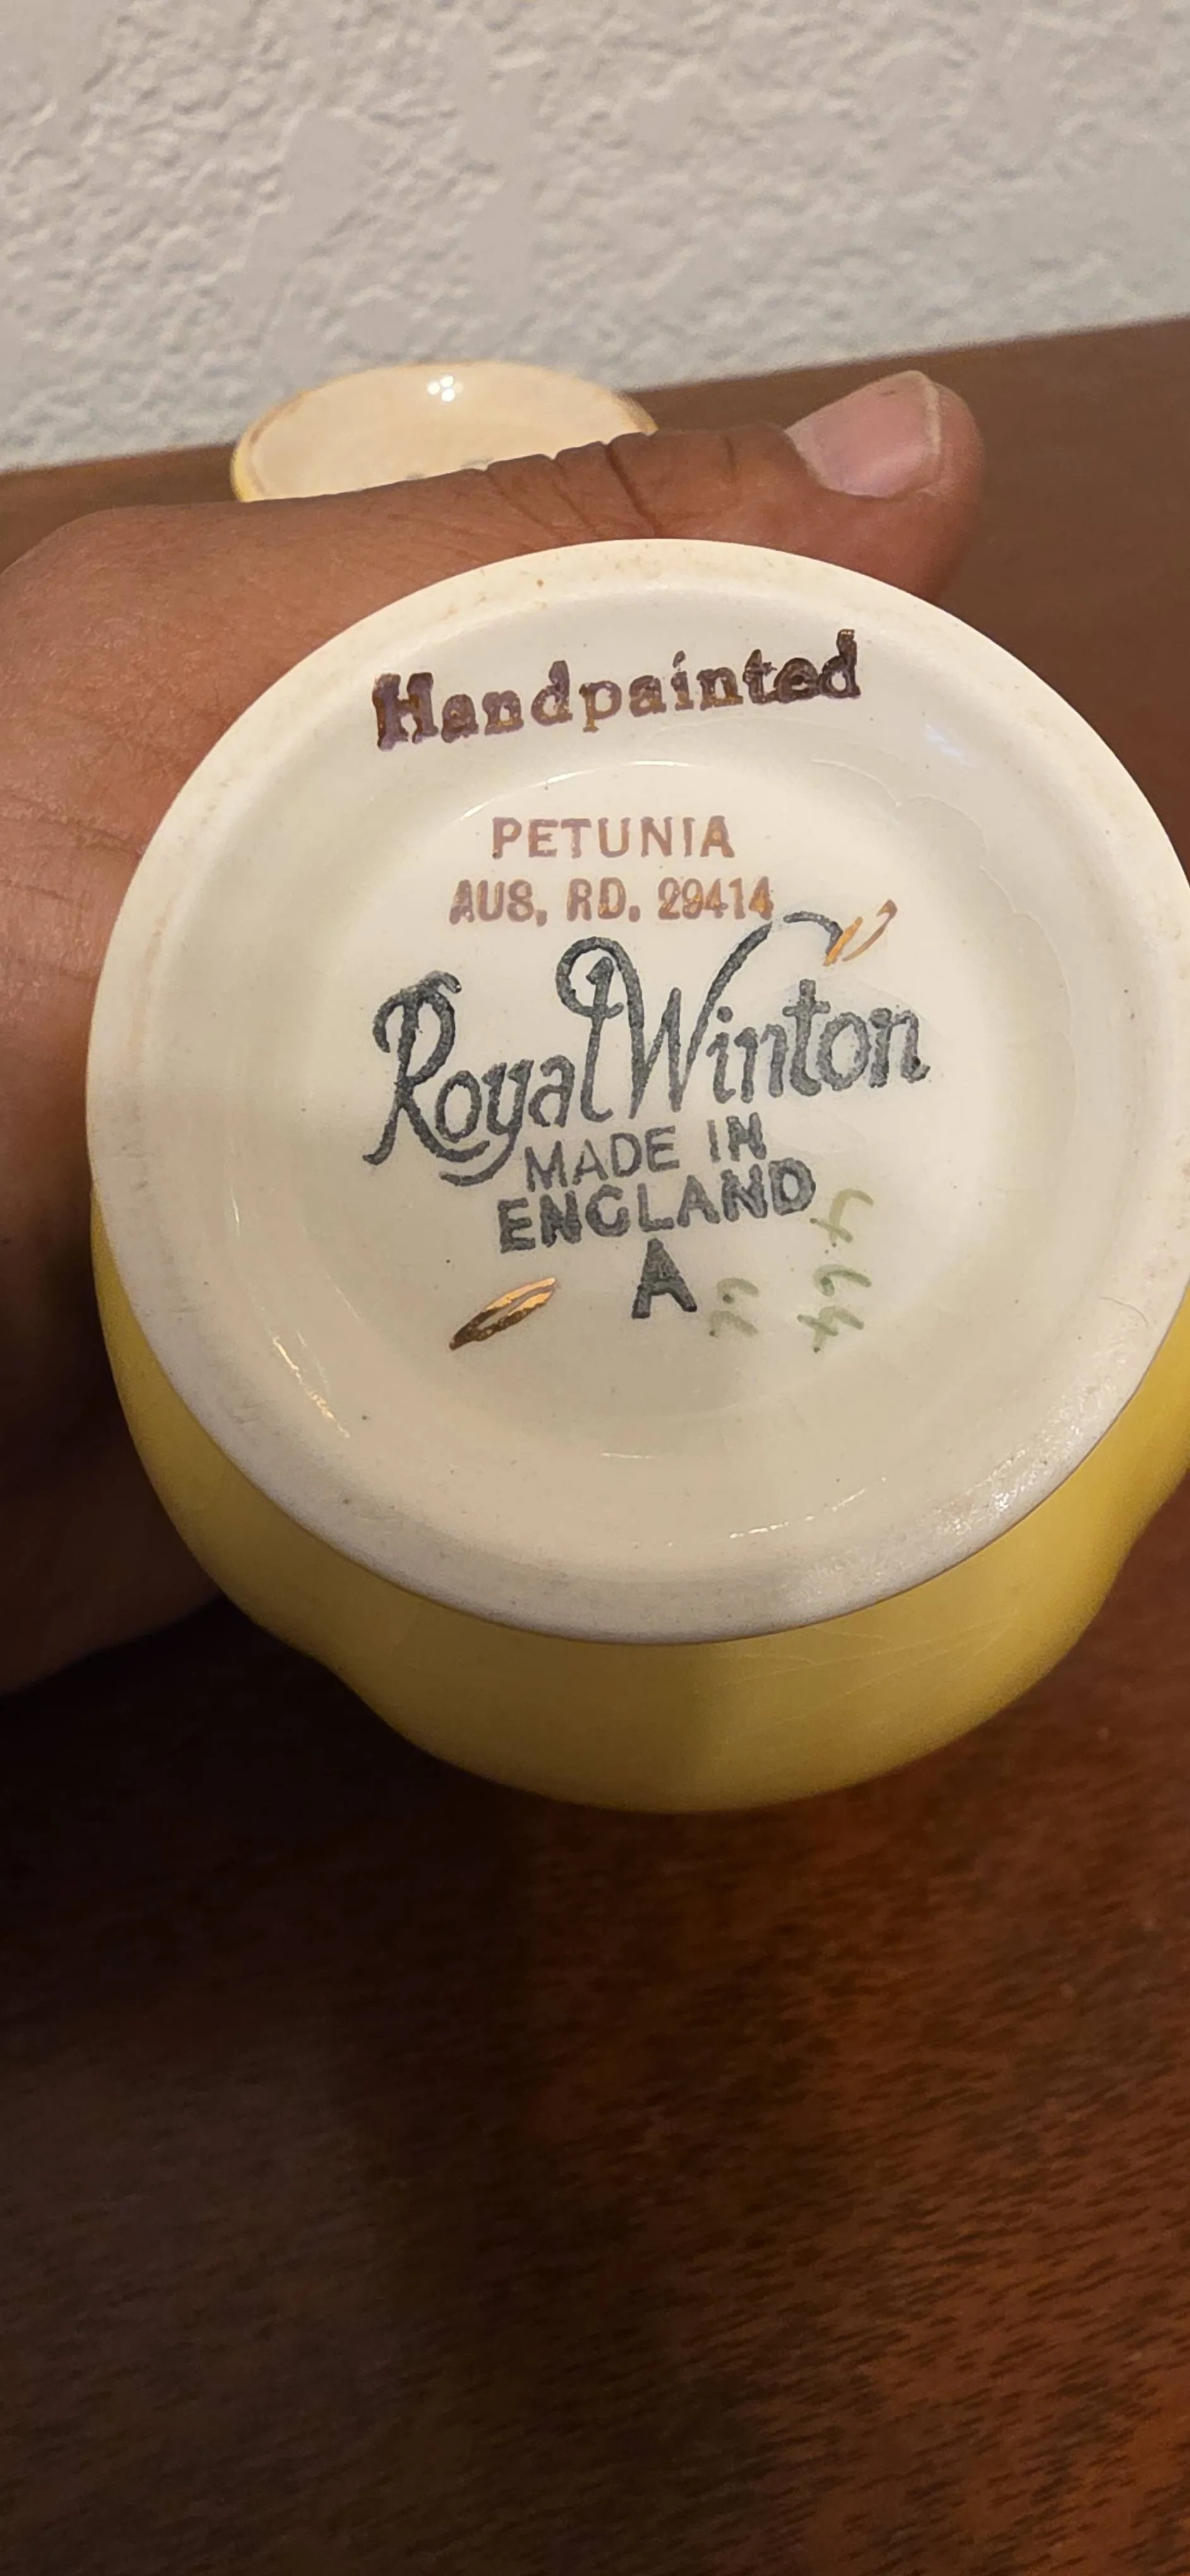 Handpainted
PETUNIA
AUS. RD. 29414
Royal Winton
MADE IN
ENGLAND
A